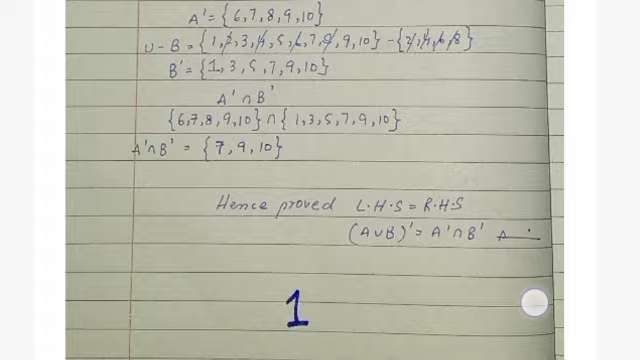 A' = {6,7,8,9,10}
U - B = {1,2,3,4,5,6,7,8,9,10} - {2,4,6,8}
B' = {1,3,5,7,9,10}
A' ∩ B'
{6,7,8,9,10} ∩ {1,3,5,7,9,10}
A' ∩ B' = {7,9,10}
Hence proved L.H.S = R.H.S
(A∪B)' = A' ∩ B'
1